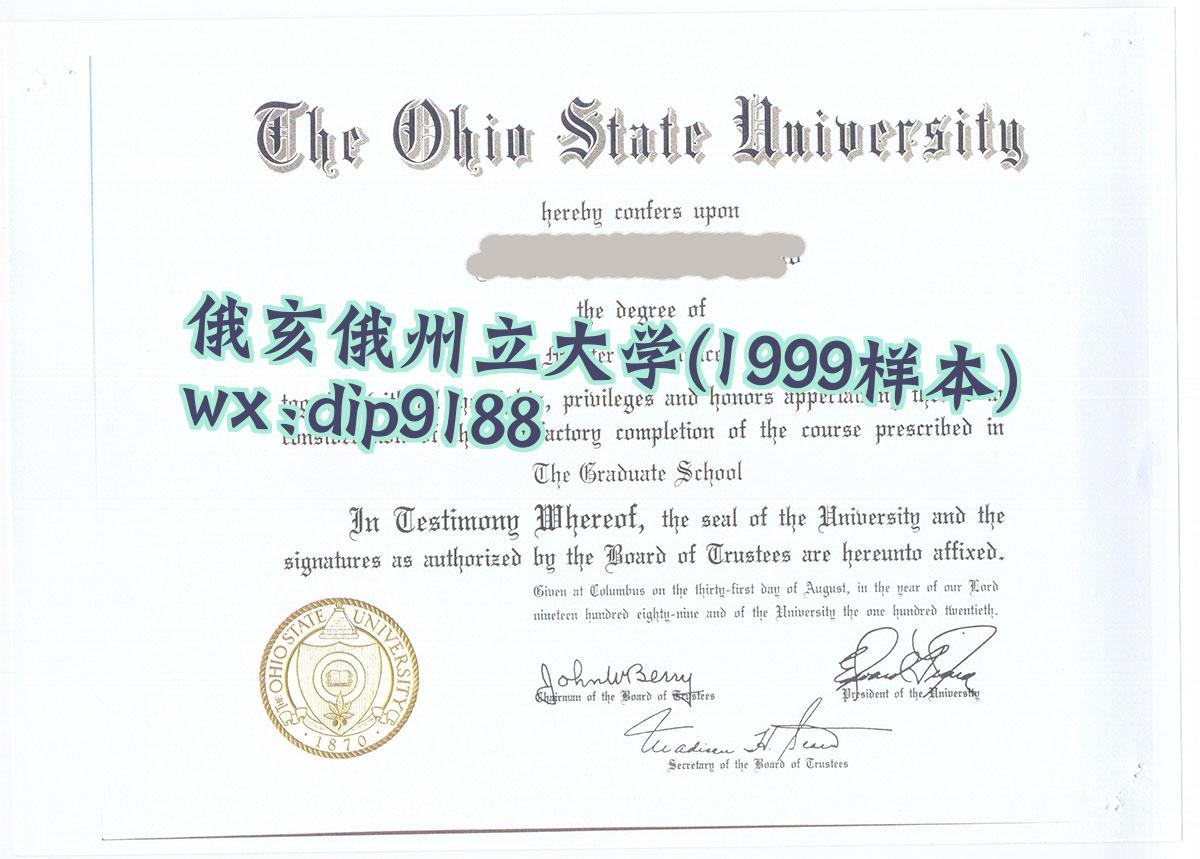 The Ohio State University
hereby confers upon
the degree of
俄亥俄州立大学(1999样本)
wx:dip9188
privileges and honors
completion of the course prescribed in
The Graduate School
In Testimony Whereof, the seal of the University and the
signatures as authorized by the Board of Trustees are hereunto affixed.
Given at Columbus on the thirty-first day of August, in the year of our Lord
nineteen hundred eighty-nine and of the University the one hundred twentieth.
THE OHIO STATE UNIVERSITY
1870
John W Berry
Chairman of the Board of Trustees
President of the University
Madison H. Scott
Secretary of the Board of Trustees